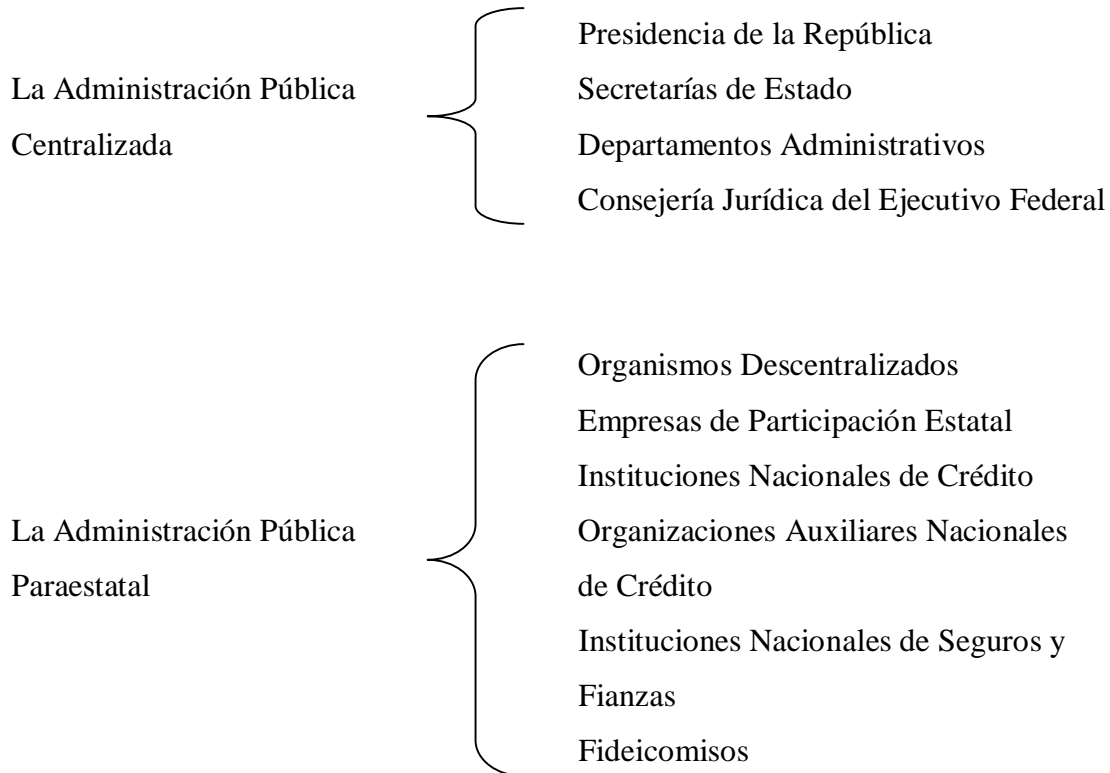 La Administración Pública
Centralizada
Presidencia de la República
Secretarías de Estado
Departamentos Administrativos
Consejería Jurídica del Ejecutivo Federal
La Administración Pública
Paraestatal
Organismos Descentralizados
Empresas de Participación Estatal
Instituciones Nacionales de Crédito
Organizaciones Auxiliares Nacionales
de Crédito
Instituciones Nacionales de Seguros y
Fianzas
Fideicomisos